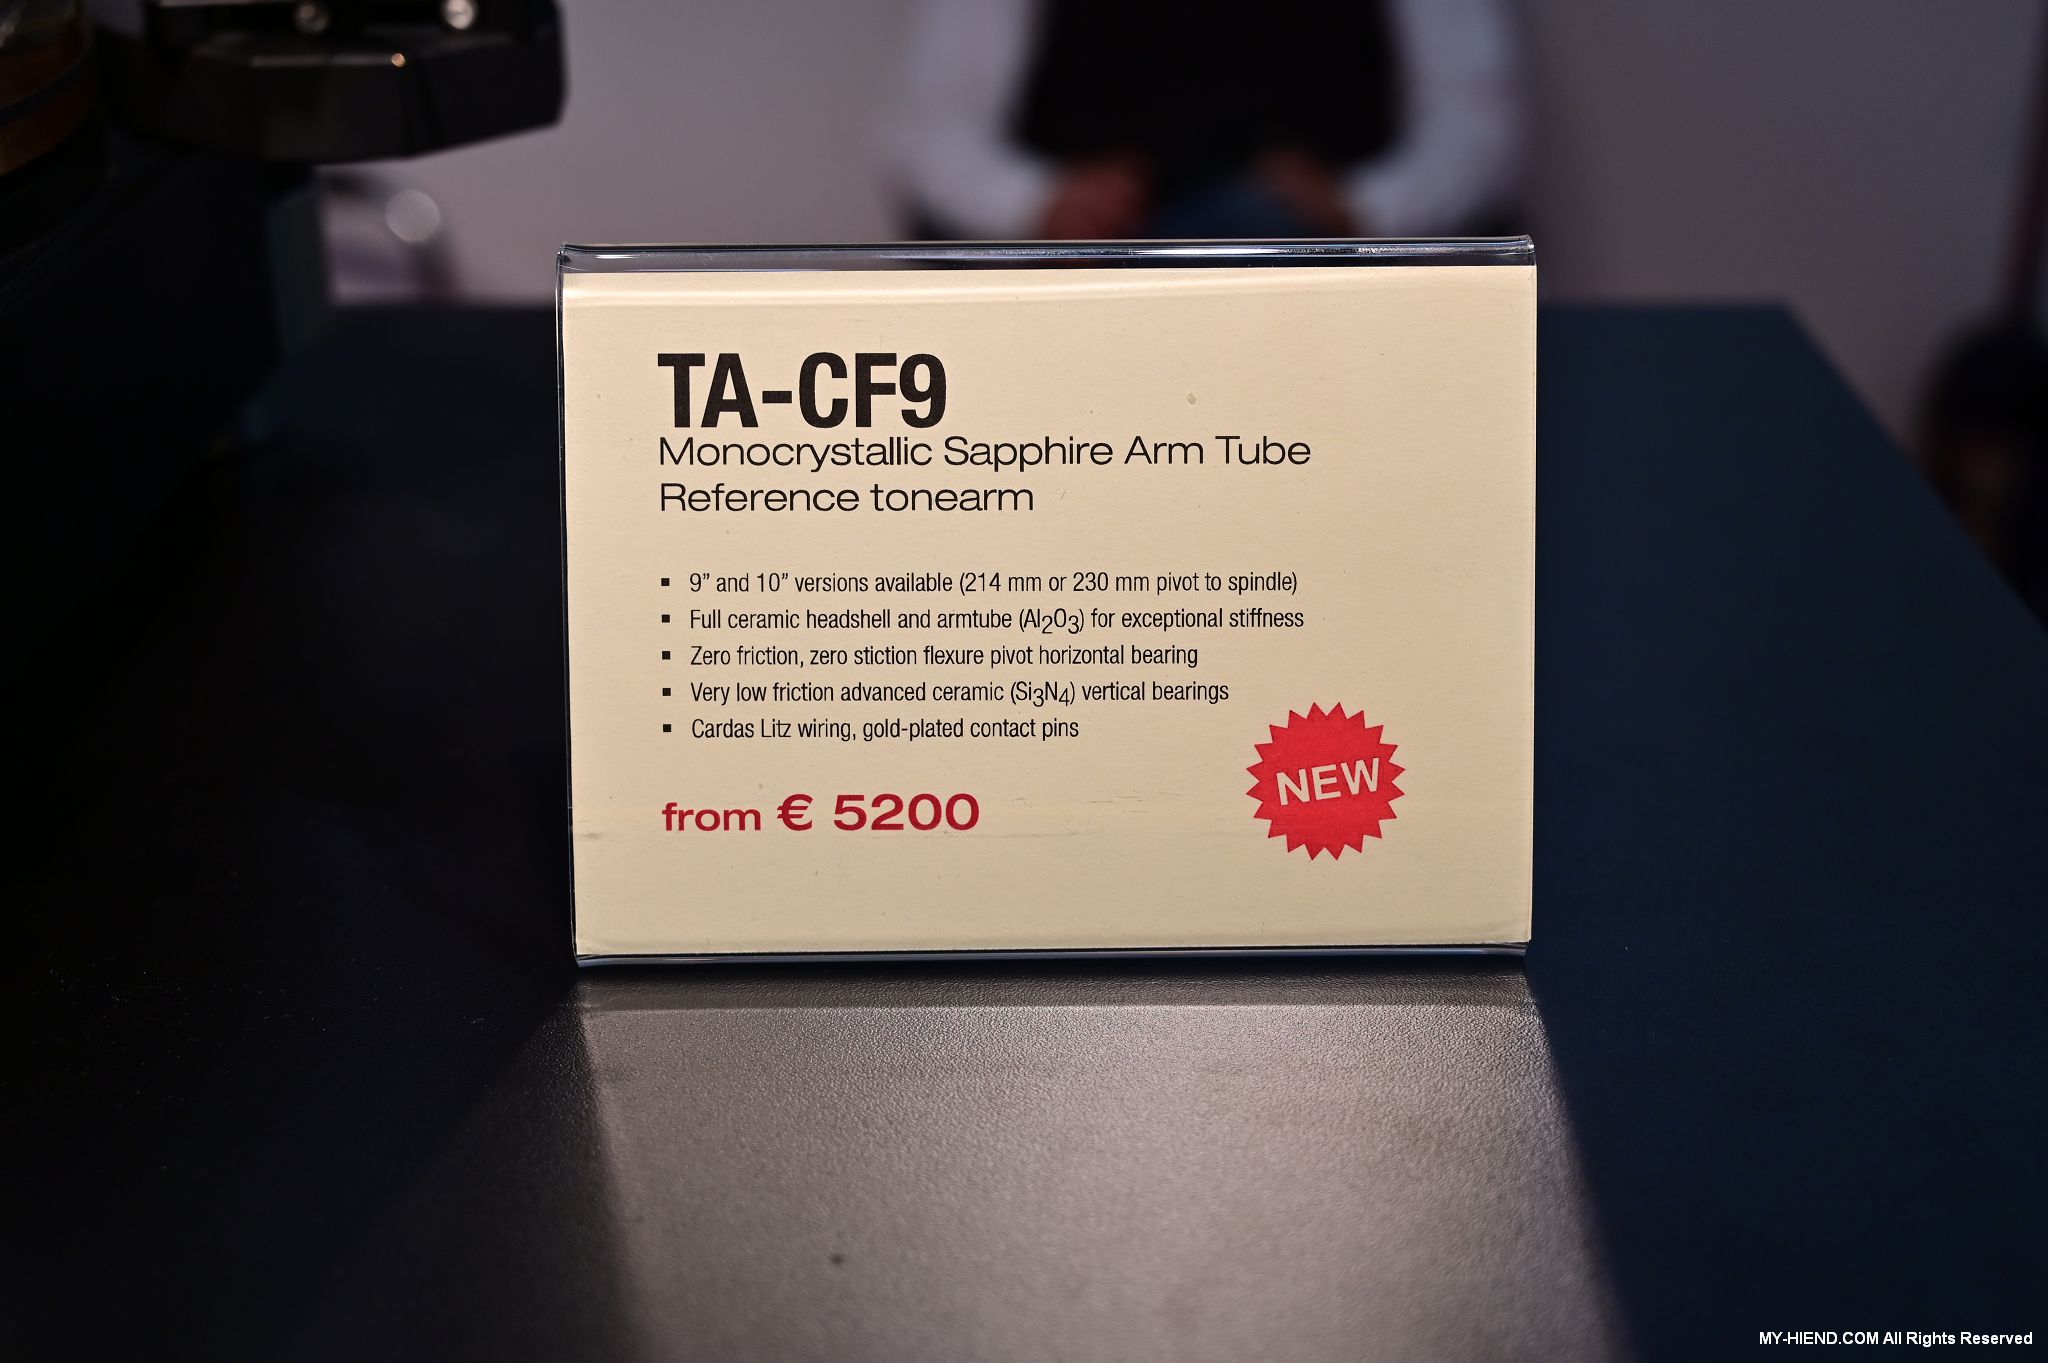 TA-CF9
Monocrystallic Sapphire Arm Tube
Reference tonearm
▪ 9” and 10” versions available (214 mm or 230 mm pivot to spindle)
▪ Full ceramic headshell and armtube (Al₂O₃) for exceptional stiffness
▪ Zero friction, zero stiction flexure pivot horizontal bearing
▪ Very low friction advanced ceramic (Si₃N₄) vertical bearings
▪ Cardas Litz wiring, gold-plated contact pins
from € 5200
NEW
MY-HIEND.COM All Rights Reserved